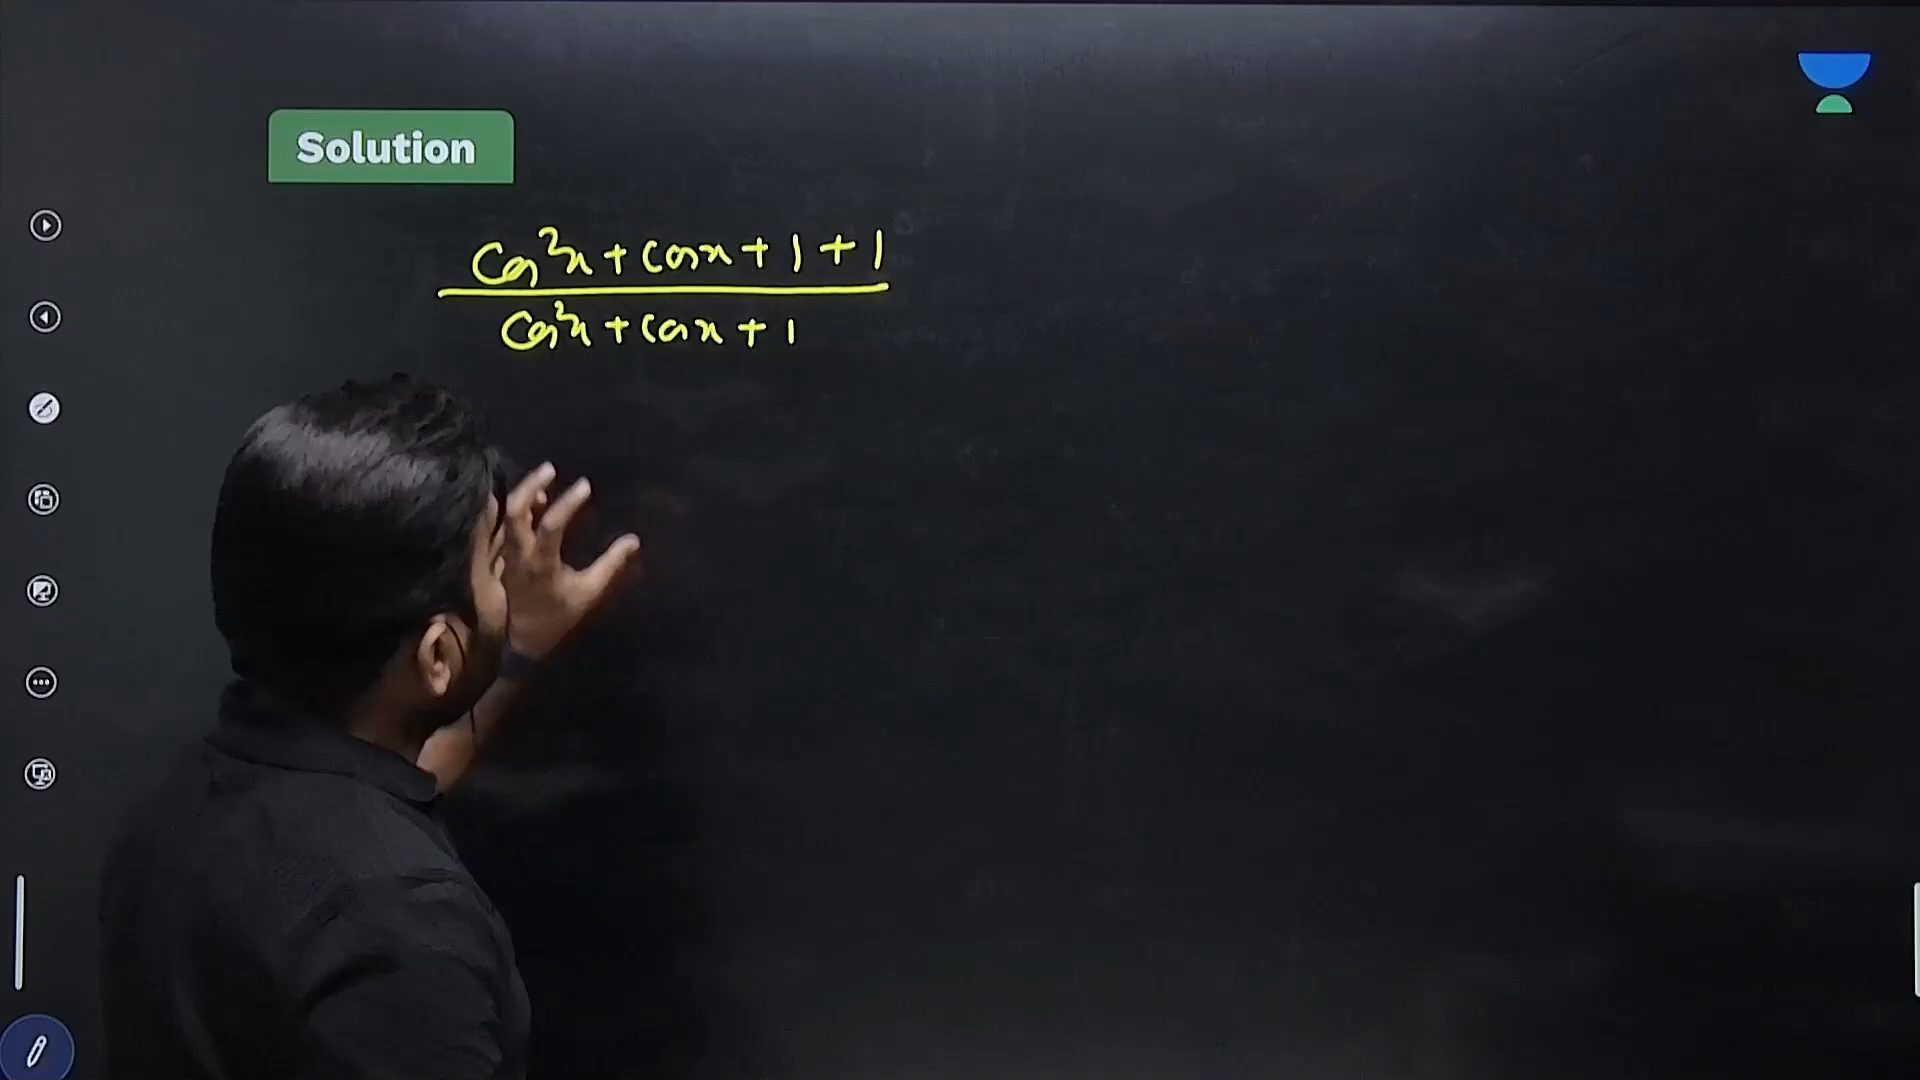 Solution
cos²x + cosx + 1 + 1
cos²x + cosx + 1